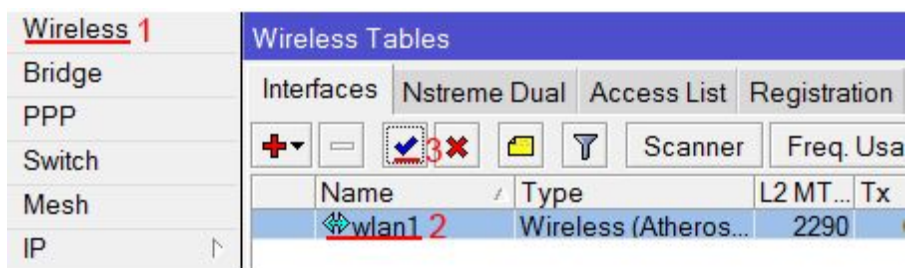 Wireless 1
Bridge
PPP
Switch
Mesh
IP
Wireless Tables
Interfaces Nstreme Dual Access List Registration
3 Scanner Freq. Usa
Name Type L2 MT... Tx
wlan1 2 Wireless (Atheros... 2290